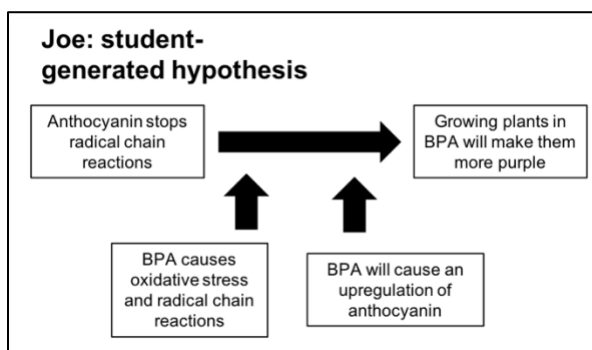 Joe: student-
generated hypothesis
Anthocyanin stops
radical chain
reactions
Growing plants in
BPA will make them
more purple
BPA causes
oxidative stress
and radical chain
reactions
BPA will cause an
upregulation of
anthocyanin